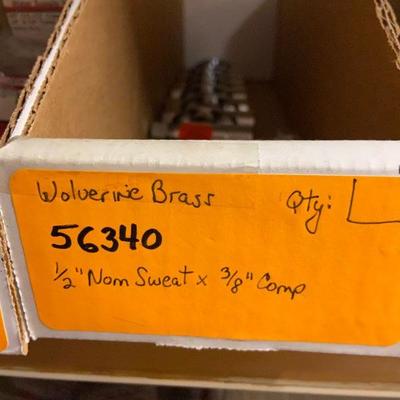 Wolverine Brass Qty:
56340
1/2" Nom Sweat x 3/8" Comp